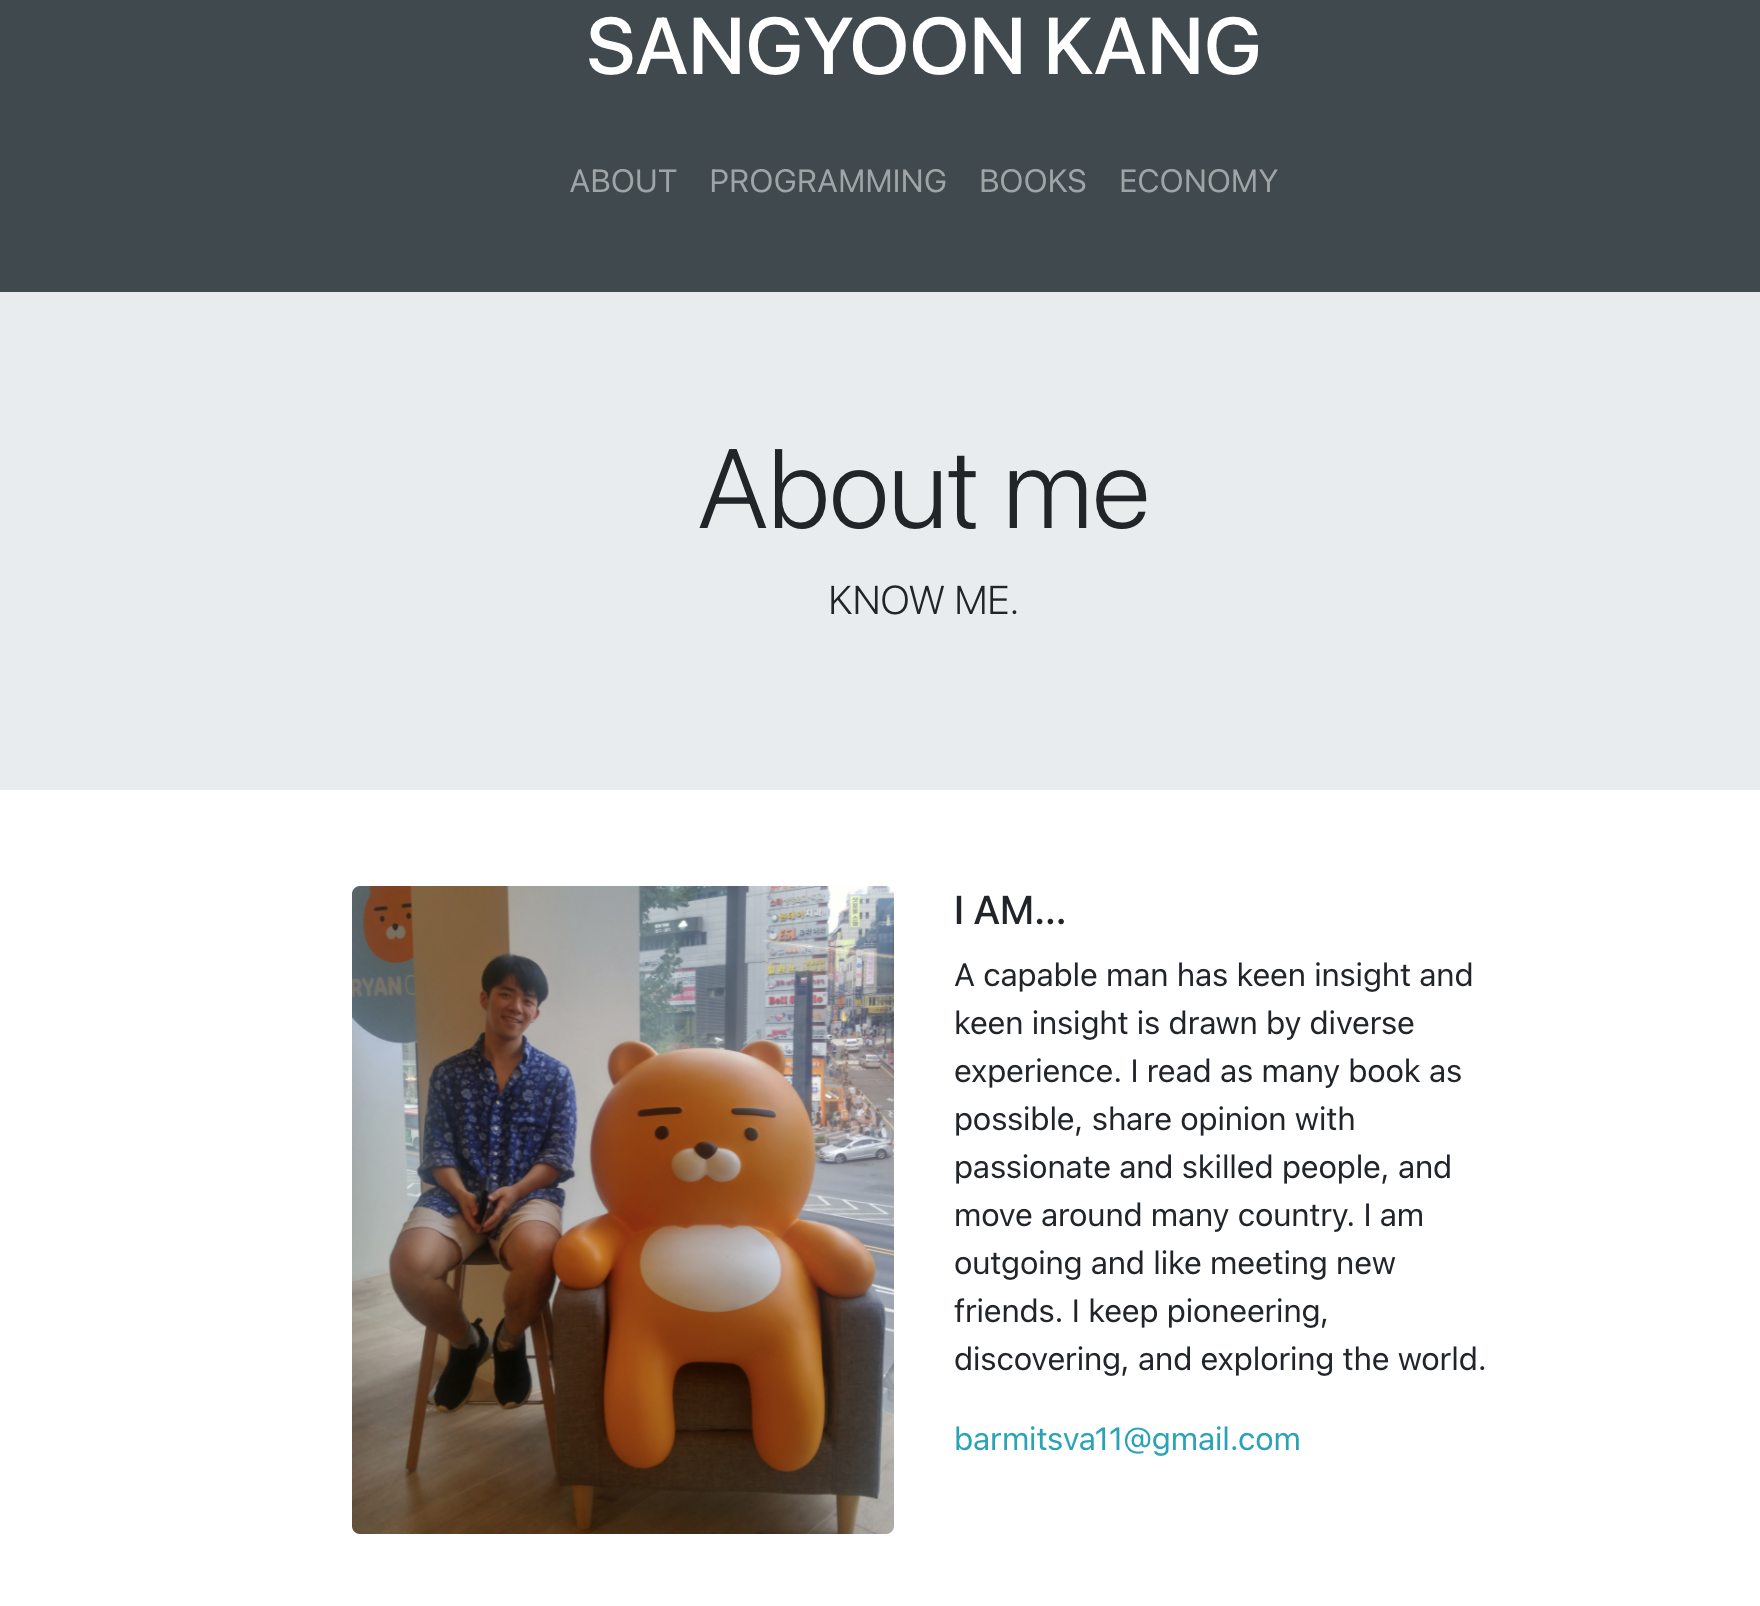 SANGYOON KANG
ABOUT PROGRAMMING BOOKS ECONOMY
About me
KNOW ME.
RYAN
I AM...
A capable man has keen insight and
keen insight is drawn by diverse
experience. I read as many book as
possible, share opinion with
passionate and skilled people, and
move around many country. I am
outgoing and like meeting new
friends. I keep pioneering,
discovering, and exploring the world.
barmitsva11@gmail.com